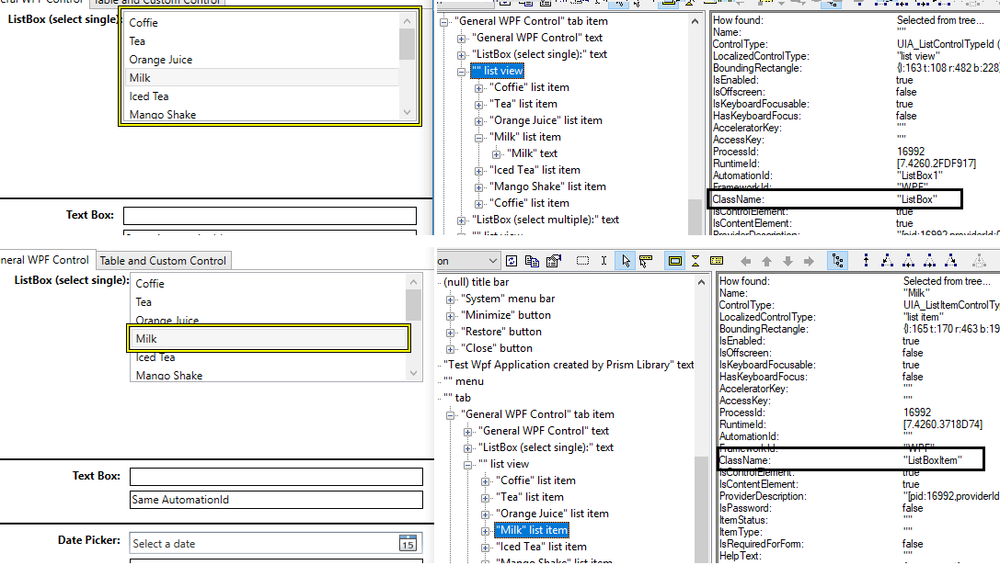 Table and Custom Control
ListBox (select single):
Coffie
Tea
Orange Juice
Milk
Iced Tea
Mango Shake
Text Box:
"General WPF Control" tab item
"General WPF Control" text
"ListBox (select single):" text
"" list view
"Coffie" list item
"Tea" list item
"Orange Juice" list item
"Milk" list item
"Milk" text
"Iced Tea" list item
"Mango Shake" list item
"Coffie" list item
"ListBox (select multiple):" text
"" list view
How found: Selected from tree...
Name: ""
ControlType: UIA_ListControlTypeId (
LocalizedControlType: "list view"
BoundingRectangle: {l:163 t:108 r:482 b:228}
IsEnabled: true
IsOffscreen: false
IsKeyboardFocusable: true
HasKeyboardFocus: false
AcceleratorKey: ""
AccessKey: ""
ProcessId: 16992
RuntimeId: [7.4260.2FDF917]
AutomationId: "ListBox1"
FrameworkId: "WPF"
ClassName: "ListBox"
IsControlElement: true
IsContentElement: true
ProviderDescription: "[pid:16992,providerId:
neral WPF Control
Table and Custom Control
ListBox (select single):
Coffie
Tea
Orange Juice
Milk
Iced Tea
Mango Shake
Text Box:
Same AutomationId
Date Picker: Select a date 15
on
(null) title bar
"System" menu bar
"Minimize" button
"Restore" button
"Close" button
"Test Wpf Application created by Prism Library" text
"" menu
"" tab
"General WPF Control" tab item
"General WPF Control" text
"ListBox (select single):" text
"" list view
"Coffie" list item
"Tea" list item
"Orange Juice" list item
"Milk" list item
"Iced Tea" list item
"Mango Shake" list item
How found: Selected from tree...
Name: "Milk"
ControlType: UIA_ListItemControlTyp
LocalizedControlType: "list item"
BoundingRectangle: {l:165 t:170 r:463 b:19
IsEnabled: true
IsOffscreen: false
IsKeyboardFocusable: true
HasKeyboardFocus: false
AcceleratorKey: ""
AccessKey: ""
ProcessId: 16992
RuntimeId: [7.4260.3718D74]
AutomationId: ""
FrameworkId: "WPF"
ClassName: "ListBoxItem"
IsControlElement: true
IsContentElement: true
ProviderDescription: "[pid:16992,providerId
IsPassword: false
ItemStatus: ""
ItemType: ""
IsRequiredForForm: false
HelpText: ""